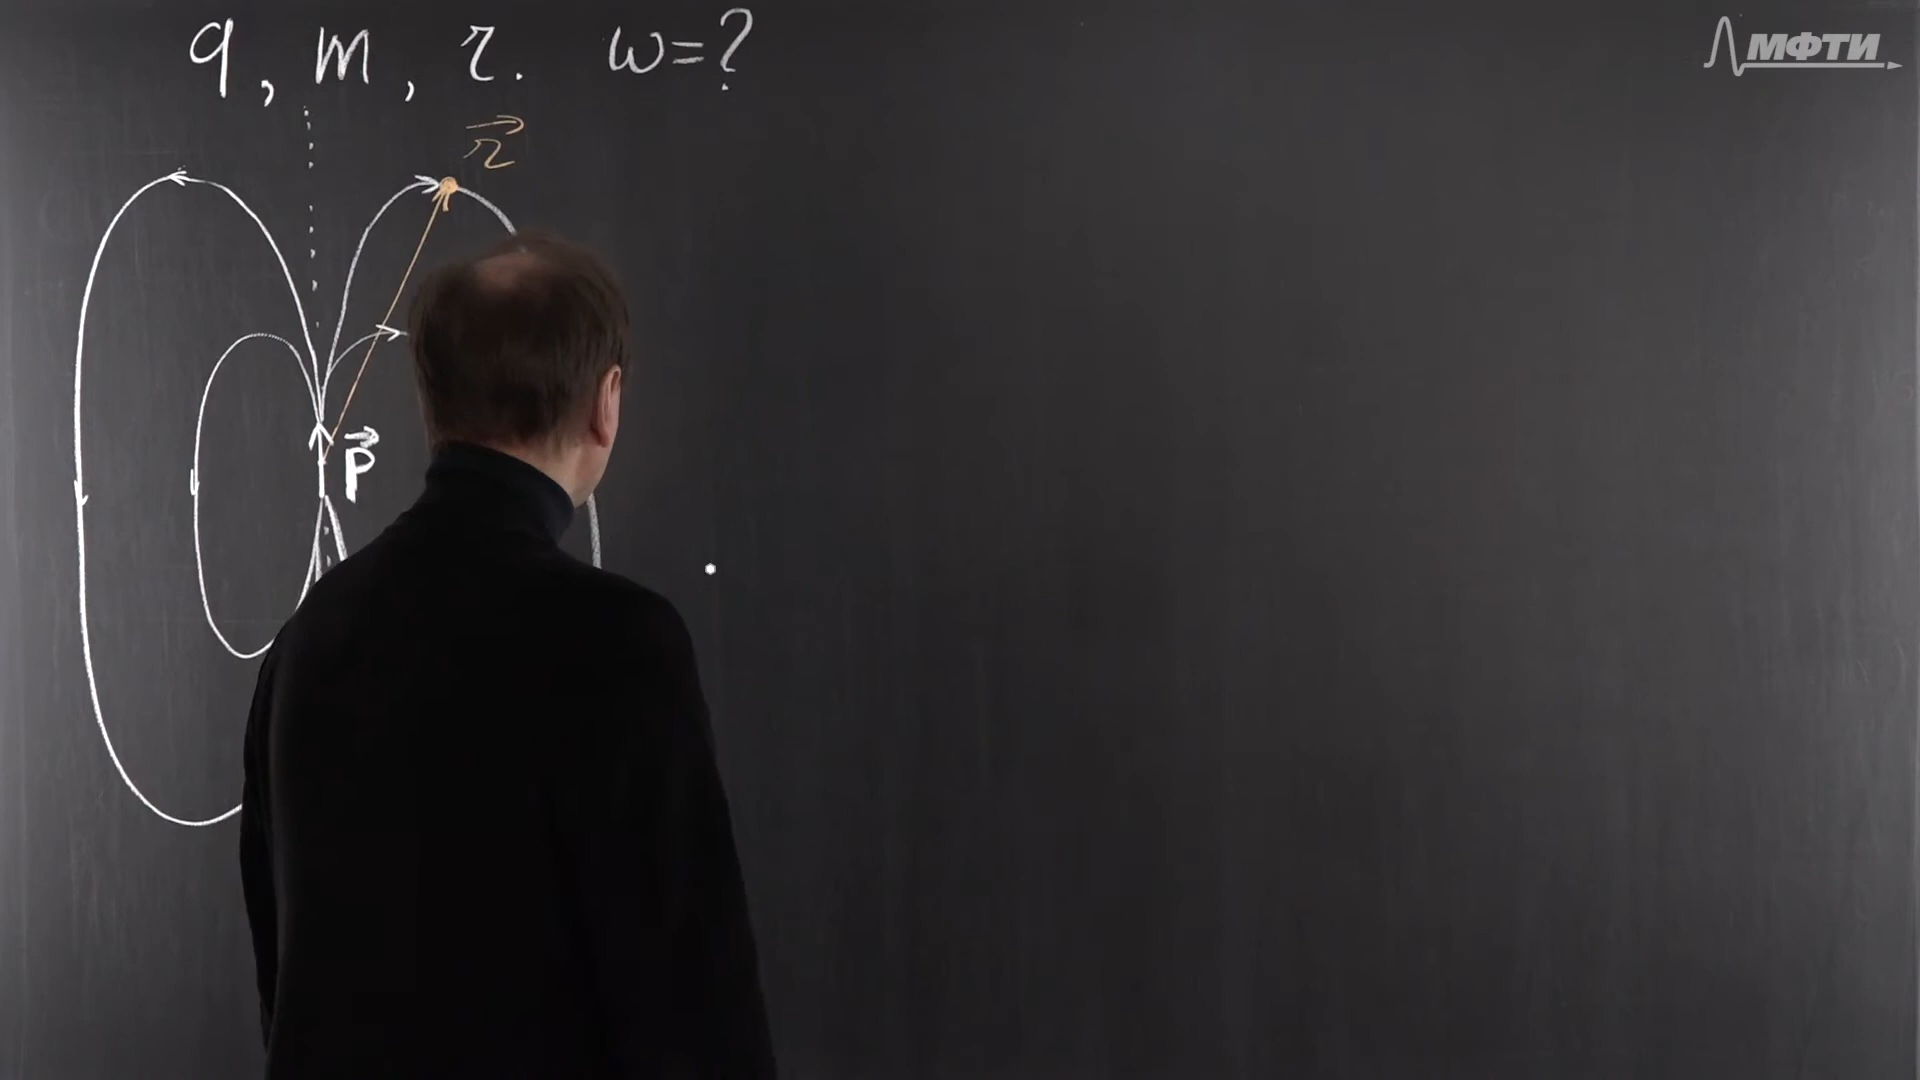 q, m, r. ω=?
r⃗
p⃗
МФТИ